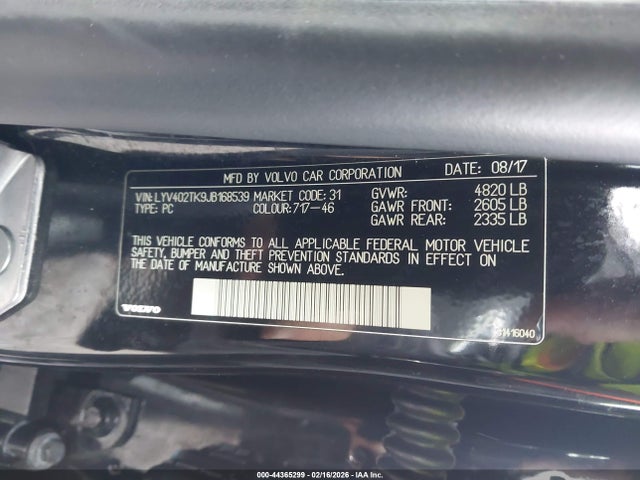 MFD BY VOLVO CAR CORPORATION DATE: 08/17
VIN: LYV402TK9JB168539 MARKET CODE: 31 GVWR: 4820 LB
TYPE: PC COLOUR: 717-46 GAWR FRONT: 2605 LB
GAWR REAR: 2335 LB
THIS VEHICLE CONFORMS TO ALL APPLICABLE FEDERAL MOTOR VEHICLE
SAFETY, BUMPER AND THEFT PREVENTION STANDARDS IN EFFECT ON
THE DATE OF MANUFACTURE SHOWN ABOVE.
VOLVO
31416040
000-44365299 - 02/16/2026 - IAA Inc.